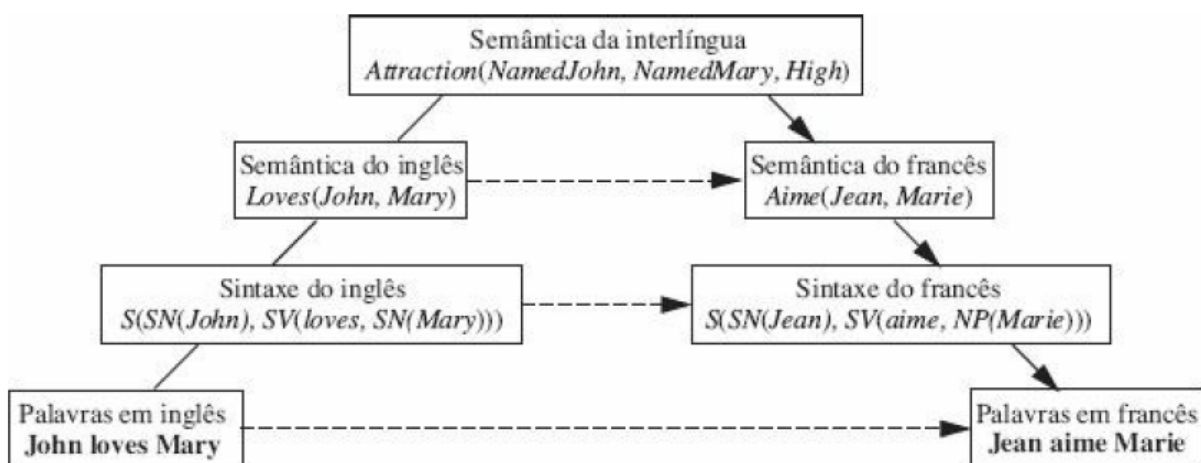 Semântica da interlíngua
Attraction(NamedJohn, NamedMary, High)
Semântica do inglês
Loves(John, Mary)
Semântica do francês
Aime(Jean, Marie)
Sintaxe do inglês
S(SN(John), SV(loves, SN(Mary)))
Sintaxe do francês
S(SN(Jean), SV(aime, NP(Marie)))
Palavras em inglês
John loves Mary
Palavras em francês
Jean aime Marie